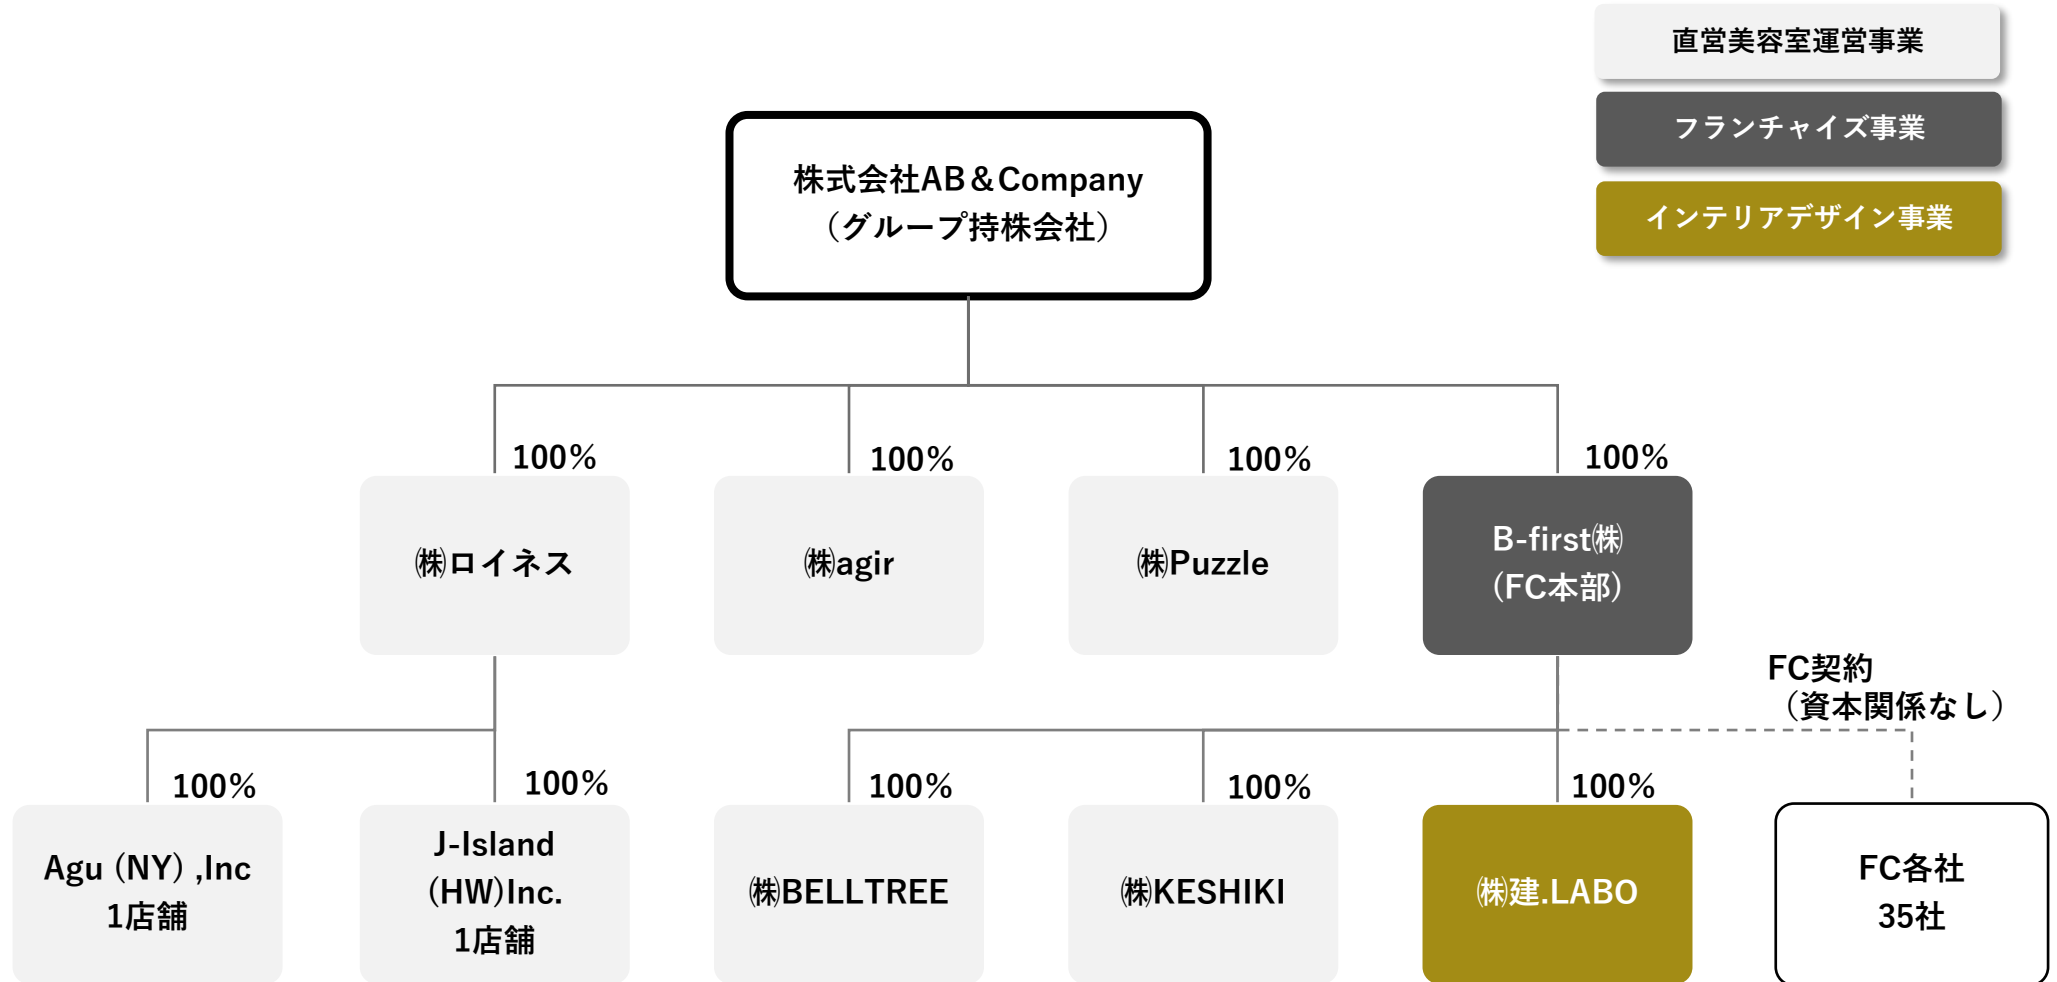 直営美容室運営事業
フランチャイズ事業
インテリアデザイン事業
株式会社AB＆Company
（グループ持株会社）
100%
100%
100%
100%
㈱ロイネス
㈱agir
㈱Puzzle
B-first㈱
（FC本部）
FC契約
（資本関係なし）
100%
100%
100%
100%
100%
Agu（NY）,Inc
1店舗
J-Island
(HW)Inc.
1店舗
㈱BELLTREE
㈱KESHIKI
㈱建.LABO
FC各社
35社